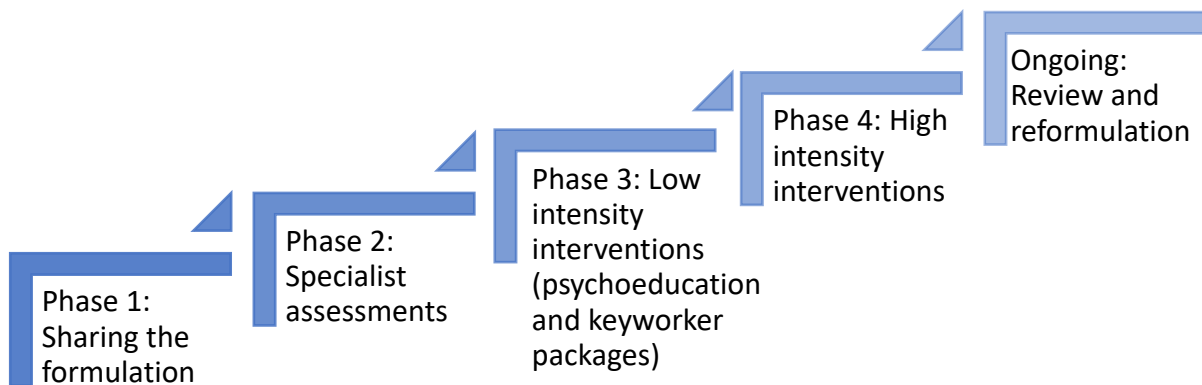 Phase 1:
Sharing the
formulation
Phase 2:
Specialist
assessments
Phase 3: Low
intensity
interventions
(psychoeducation
and keyworker
packages)
Phase 4: High
intensity
interventions
Ongoing:
Review and
reformulation